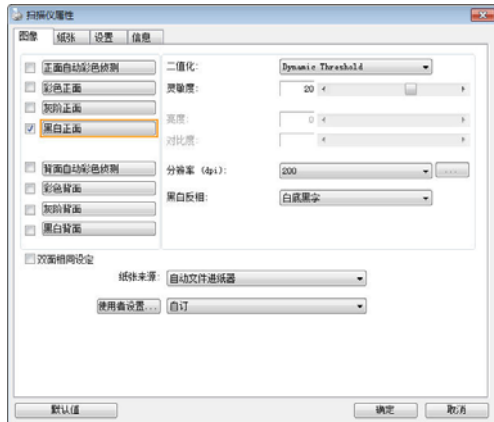 扫描仪属性
图像 纸张 设置 信息
正面自动彩色侦测
彩色正面
灰阶正面
黑白正面
背面自动彩色侦测
彩色背面
灰阶背面
黑白背面
二值化: Dynamic Threshold
灵敏度: 20
亮度: 0
对比度:
分辨率 (dpi): 200 ...
黑白反相: 白底黑字
双面相同设定
纸张来源: 自动文件进纸器
使用者设置... 自订
默认值 确定 取消